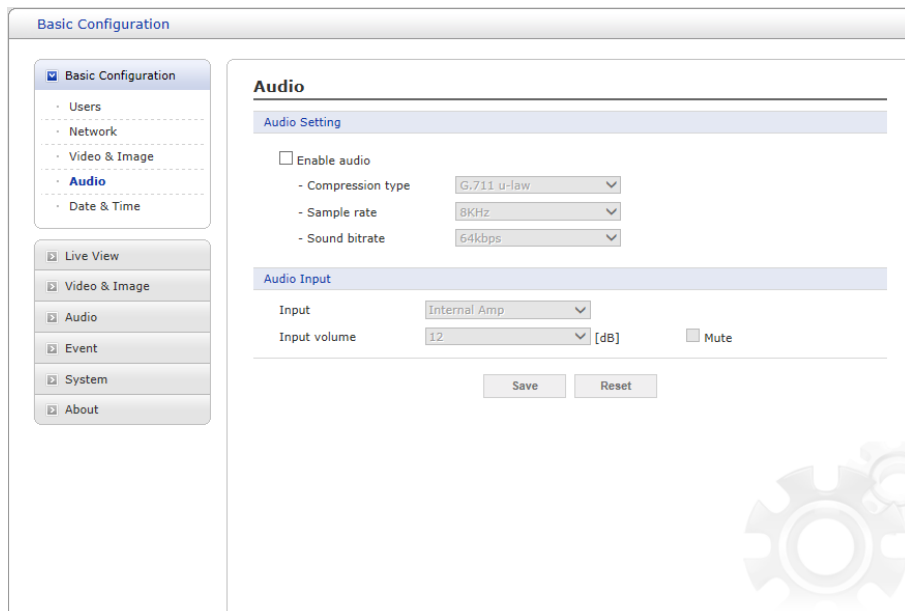 Basic Configuration
Basic Configuration
Users
Network
Video & Image
Audio
Date & Time
Live View
Video & Image
Audio
Event
System
About
Audio
Audio Setting
Enable audio
- Compression type G.711 u-law
- Sample rate 8KHz
- Sound bitrate 64kbps
Audio Input
Input Internal Amp
Input volume 12 [dB] Mute
Save Reset